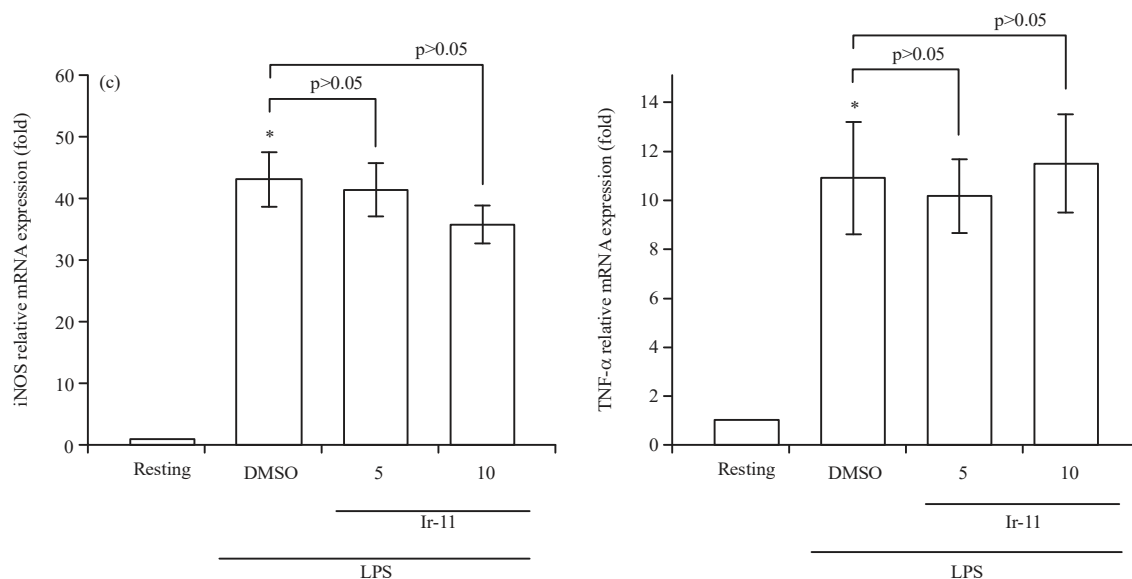 (c)
p>0.05
p>0.05
*
iNOS relative mRNA expression (fold)
60
50
40
30
20
10
0
Resting
DMSO
5
10
Ir-11
LPS
p>0.05
p>0.05
*
TNF-α relative mRNA expression (fold)
14
12
10
8
6
4
2
0
Resting
DMSO
5
10
Ir-11
LPS